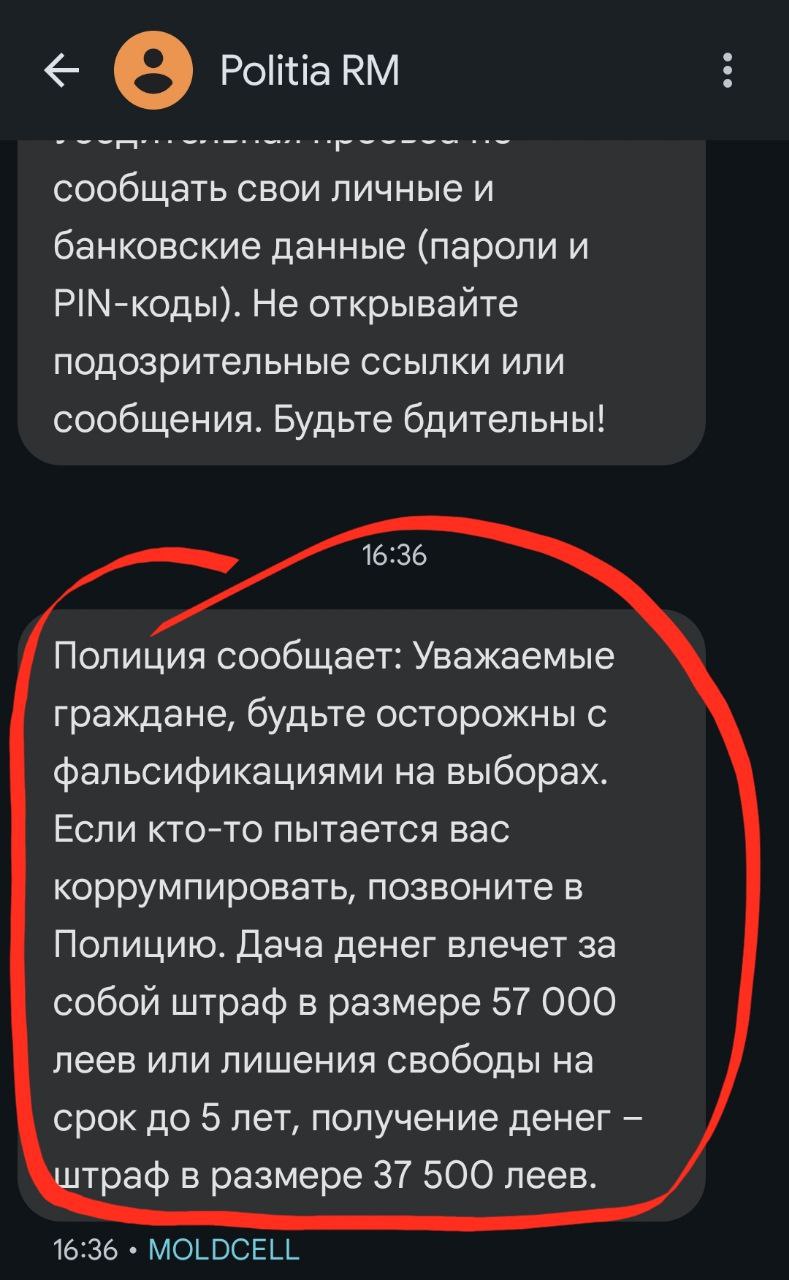 Politia RM
сообщать свои личные и
банковские данные (пароли и
PIN-коды). Не открывайте
подозрительные ссылки или
сообщения. Будьте бдительны!
16:36
Полиция сообщает: Уважаемые
граждане, будьте осторожны с
фальсификациями на выборах.
Если кто-то пытается вас
коррумпировать, позвоните в
Полицию. Дача денег влечет за
собой штраф в размере 57 000
леев или лишения свободы на
срок до 5 лет, получение денег –
штраф в размере 37 500 леев.
16:36 • MOLDCELL